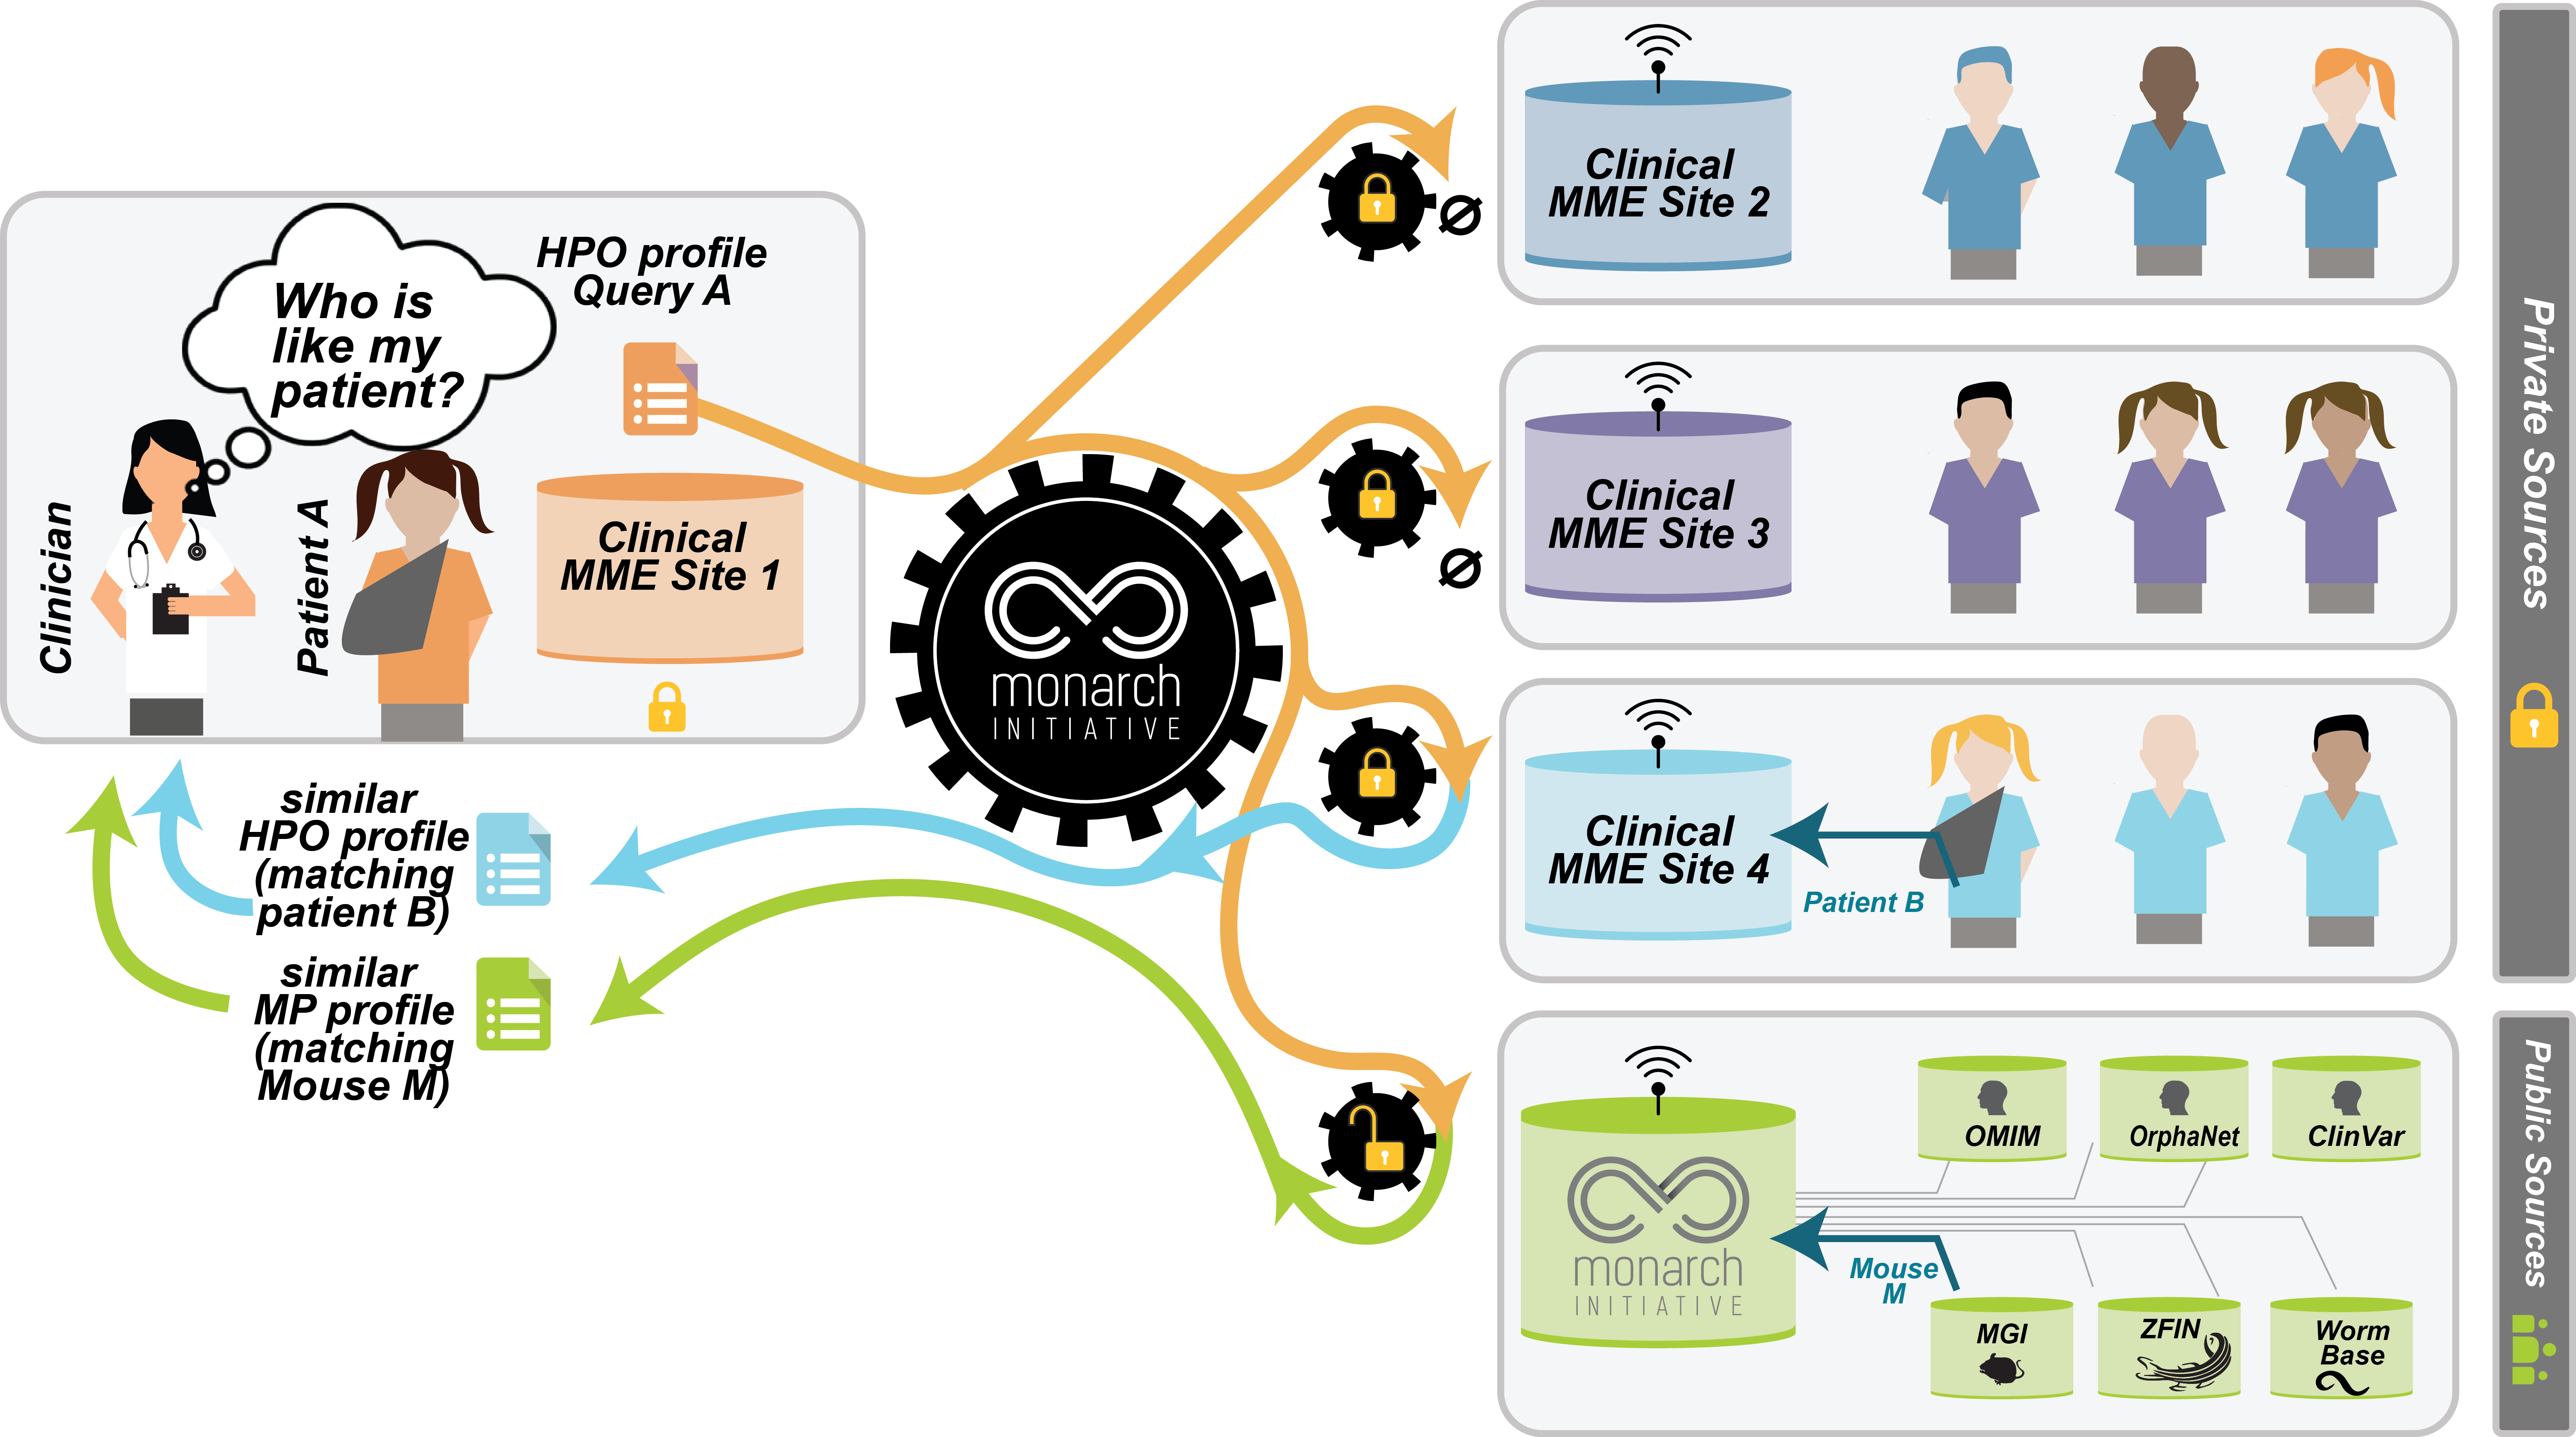 Who is
like my
patient?
HPO profile
Query A
Clinician
Patient A
Clinical
MME Site 1
similar
HPO profile
(matching
patient B)
similar
MP profile
(matching
Mouse M)
monarch
INITIATIVE
Clinical
MME Site 2
Clinical
MME Site 3
Clinical
MME Site 4
Patient B
monarch
INITIATIVE
Mouse
M
OMIM
OrphaNet
ClinVar
MGI
ZFIN
Worm
Base
Private Sources
Public Sources